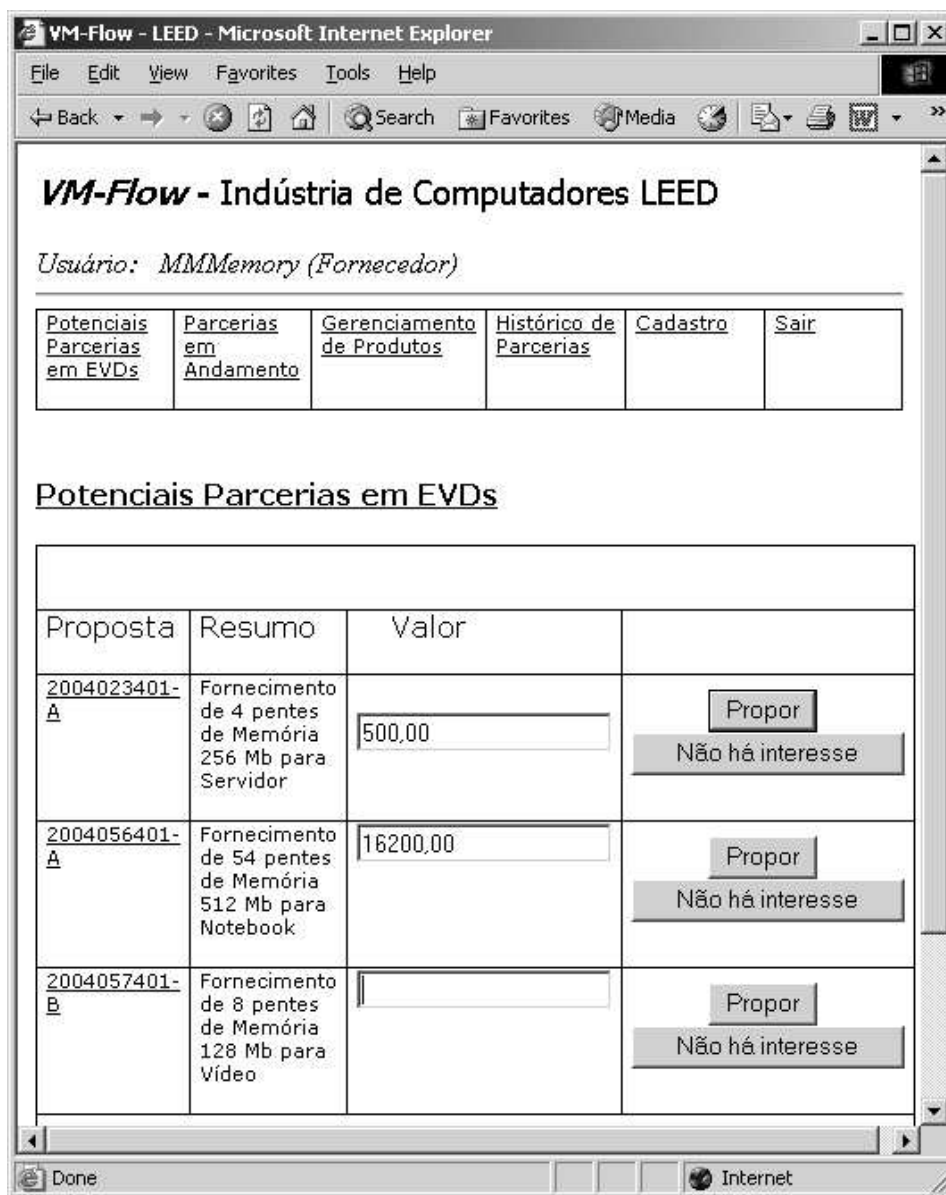 VM-Flow - LEED - Microsoft Internet Explorer
File Edit View Favorites Tools Help
Back Search Favorites Media »
VM-Flow - Indústria de Computadores LEED
Usuário: MMMemory (Fornecedor)
Potenciais Parcerias em EVDs
Parcerias em Andamento
Gerenciamento de Produtos
Histórico de Parcerias
Cadastro
Sair
Potenciais Parcerias em EVDs
Proposta Resumo Valor
2004023401-
A
Fornecimento
de 4 pentes
de Memória
256 Mb para
Servidor
500,00
Propor
Não há interesse
2004056401-
A
Fornecimento
de 54 pentes
de Memória
512 Mb para
Notebook
16200,00
Propor
Não há interesse
2004057401-
B
Fornecimento
de 8 pentes
de Memória
128 Mb para
Vídeo
Propor
Não há interesse
Done Internet